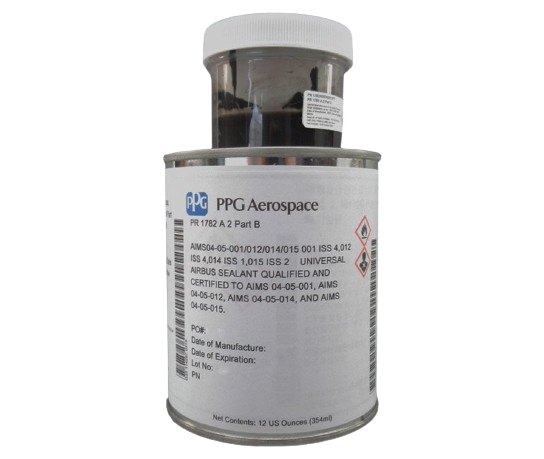 PPG PPG Aerospace
PR 1782 A 2 Part B
AIMS04-05-001/012/014/015 001 ISS 4,012
ISS 4,014 ISS 1,015 ISS 2 UNIVERSAL
AIRBUS SEALANT QUALIFIED AND
CERTIFIED TO AIMS 04-05-001, AIMS
04-05-012, AIMS 04-05-014, AND AIMS
04-05-015.
PO#:
Date of Manufacture:
Date of Expiration:
Lot No:
PN
Net Contents: 12 US Ounces (354ml)